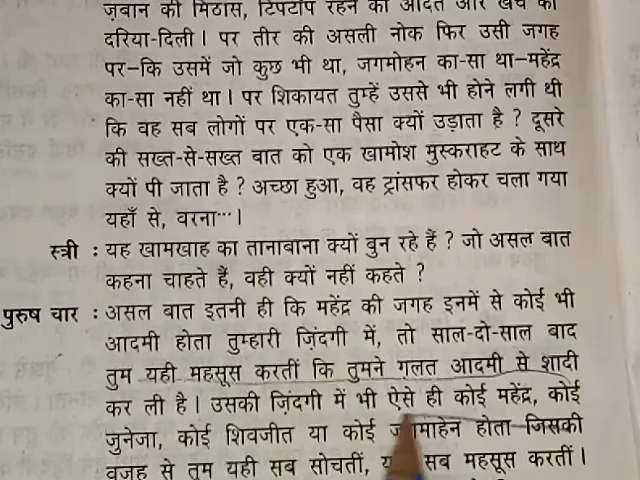 ज़बान की मिठास, टिपटॉप रहने की आदत और खर्च की
दरिया-दिली। पर तीर की असली नोक फिर उसी जगह
पर—कि उसमें जो कुछ भी था, जगमोहन का-सा था—महेंद्र
का-सा नहीं था। पर शिकायत तुम्हें उससे भी होने लगी थी
कि वह सब लोगों पर एक-सा पैसा क्यों उड़ाता है ? दूसरे
की सख्त-से-सख्त बात को एक खामोश मुस्कराहट के साथ
क्यों पी जाता है ? अच्छा हुआ, वह ट्रांसफर होकर चला गया
यहाँ से, वरना...।
स्त्री : यह खामखाह का तानाबाना क्यों बुन रहे हैं ? जो असल बात
कहना चाहते हैं, वही क्यों नहीं कहते ?
पुरुष चार : असल बात इतनी ही कि महेंद्र की जगह इनमें से कोई भी
आदमी होता तुम्हारी ज़िंदगी में, तो साल-दो-साल बाद
तुम यही महसूस करतीं कि तुमने ग़लत आदमी से शादी
कर ली है। उसकी ज़िंदगी में भी ऐसे ही कोई महेंद्र, कोई
जुनेजा, कोई शिवजीत या कोई होता जिसकी
वजह से तुम यही सब सोचतीं, सब महसूस करतीं।